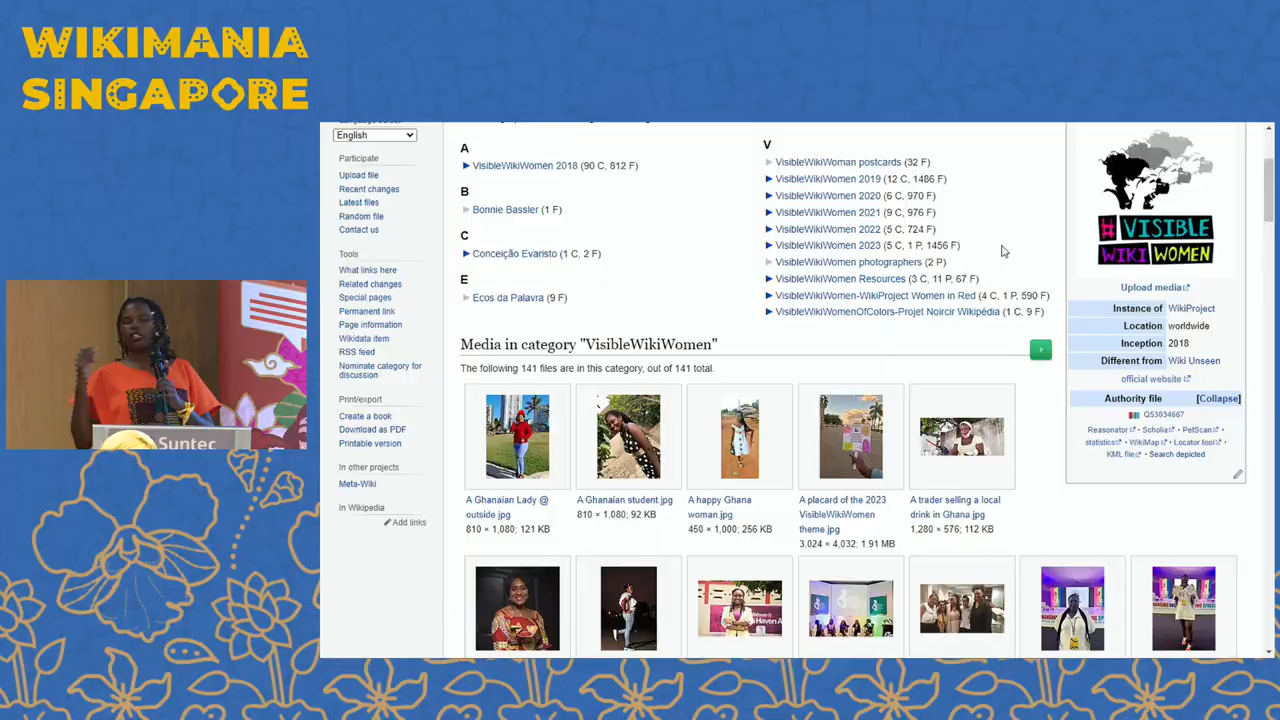 WIKIMANIA
SINGAPORE
English
Participate
Upload file
Recent changes
Latest files
Random file
Contact us
Tools
What links here
Related changes
Special pages
Permanent link
Page information
Wikidata item
RSS feed
Nominate category for
discussion
Print/export
Create a book
Download as PDF
Printable version
In other projects
Meta-Wiki
In Wikipedia
Add links
A
VisibleWikiWomen 2018 (90 C, 812 F)
B
Bonnie Bassler (1 F)
C
Conceição Evaristo (1 C, 2 F)
E
Ecos da Palavra (9 F)
V
VisibleWikiWoman postcards (32 F)
VisibleWikiWomen 2019 (12 C, 1486 F)
VisibleWikiWomen 2020 (6 C, 970 F)
VisibleWikiWomen 2021 (9 C, 976 F)
VisibleWikiWomen 2022 (5 C, 724 F)
VisibleWikiWomen 2023 (5 C, 1 P, 1456 F)
VisibleWikiWomen photographers (2 P)
VisibleWikiWomen Resources (3 C, 11 P, 67 F)
VisibleWikiWomen-WikiProject Women in Red (4 C, 1 P, 590 F)
VisibleWikiWomenOfColors-Projet Noircir Wikipédia (1 C, 9 F)
Media in category "VisibleWikiWomen"
The following 141 files are in this category, out of 141 total.
A Ghanaian Lady @
outside.jpg
810 × 1,080; 121 KB
A Ghanaian student.jpg
810 × 1,080; 92 KB
A happy Ghana
woman.jpg
450 × 1,000; 256 KB
A placard of the 2023
VisibleWikiWomen
theme.jpg
3,024 × 4,032; 1.91 MB
A trader selling a local
drink in Ghana.jpg
1,280 × 576; 112 KB
#VISIBLE
WIKIWOMEN
Upload media
Instance of WikiProject
Location worldwide
Inception 2018
Different from Wiki Unseen
official website
Authority file [Collapse]
Q53034667
Reasonator • Scholia • PetScan •
statistics • WikiMap • Locator tool •
KML file • Search depicted
Suntec